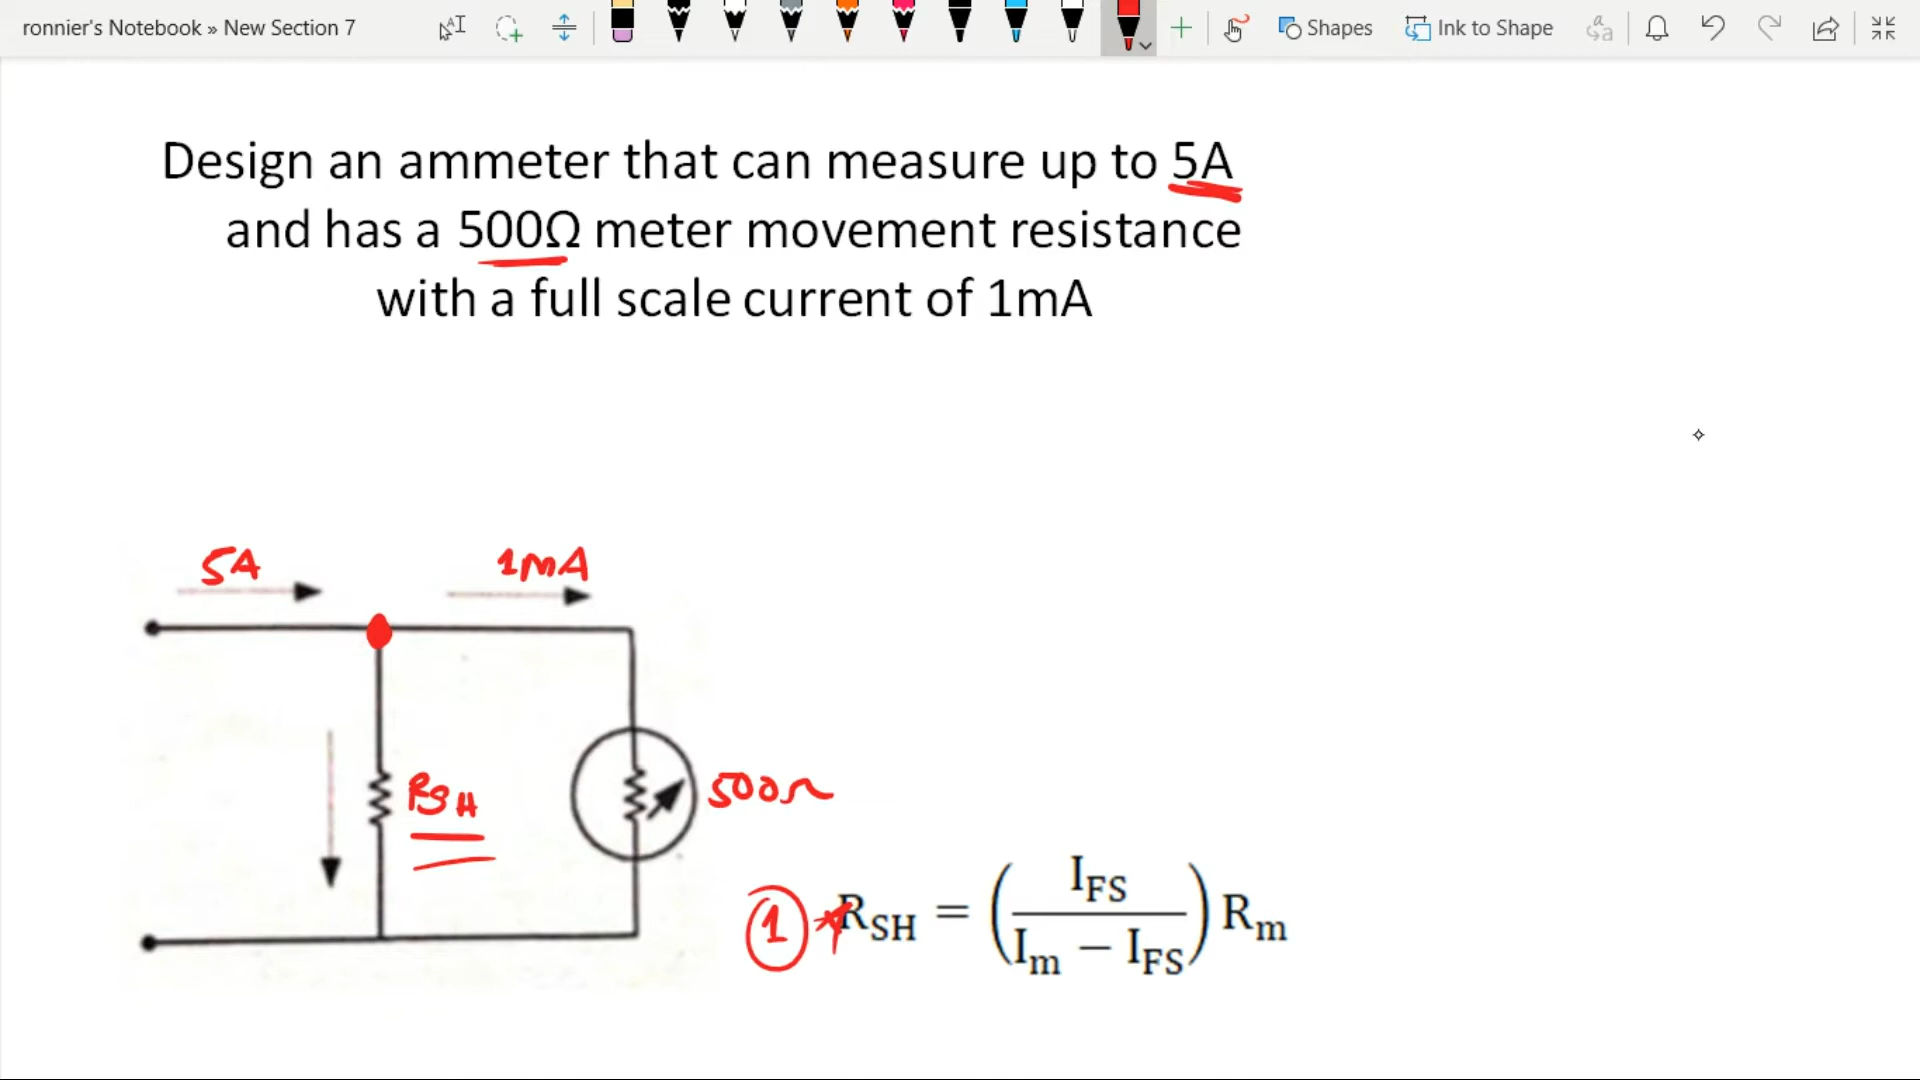 ronnier's Notebook » New Section 7
Shapes
Ink to Shape
Design an ammeter that can measure up to 5A
and has a 500Ω meter movement resistance
with a full scale current of 1mA
5A
1mA
RSH
500Ω
1 *RSH = (IFS / Im − IFS) Rm